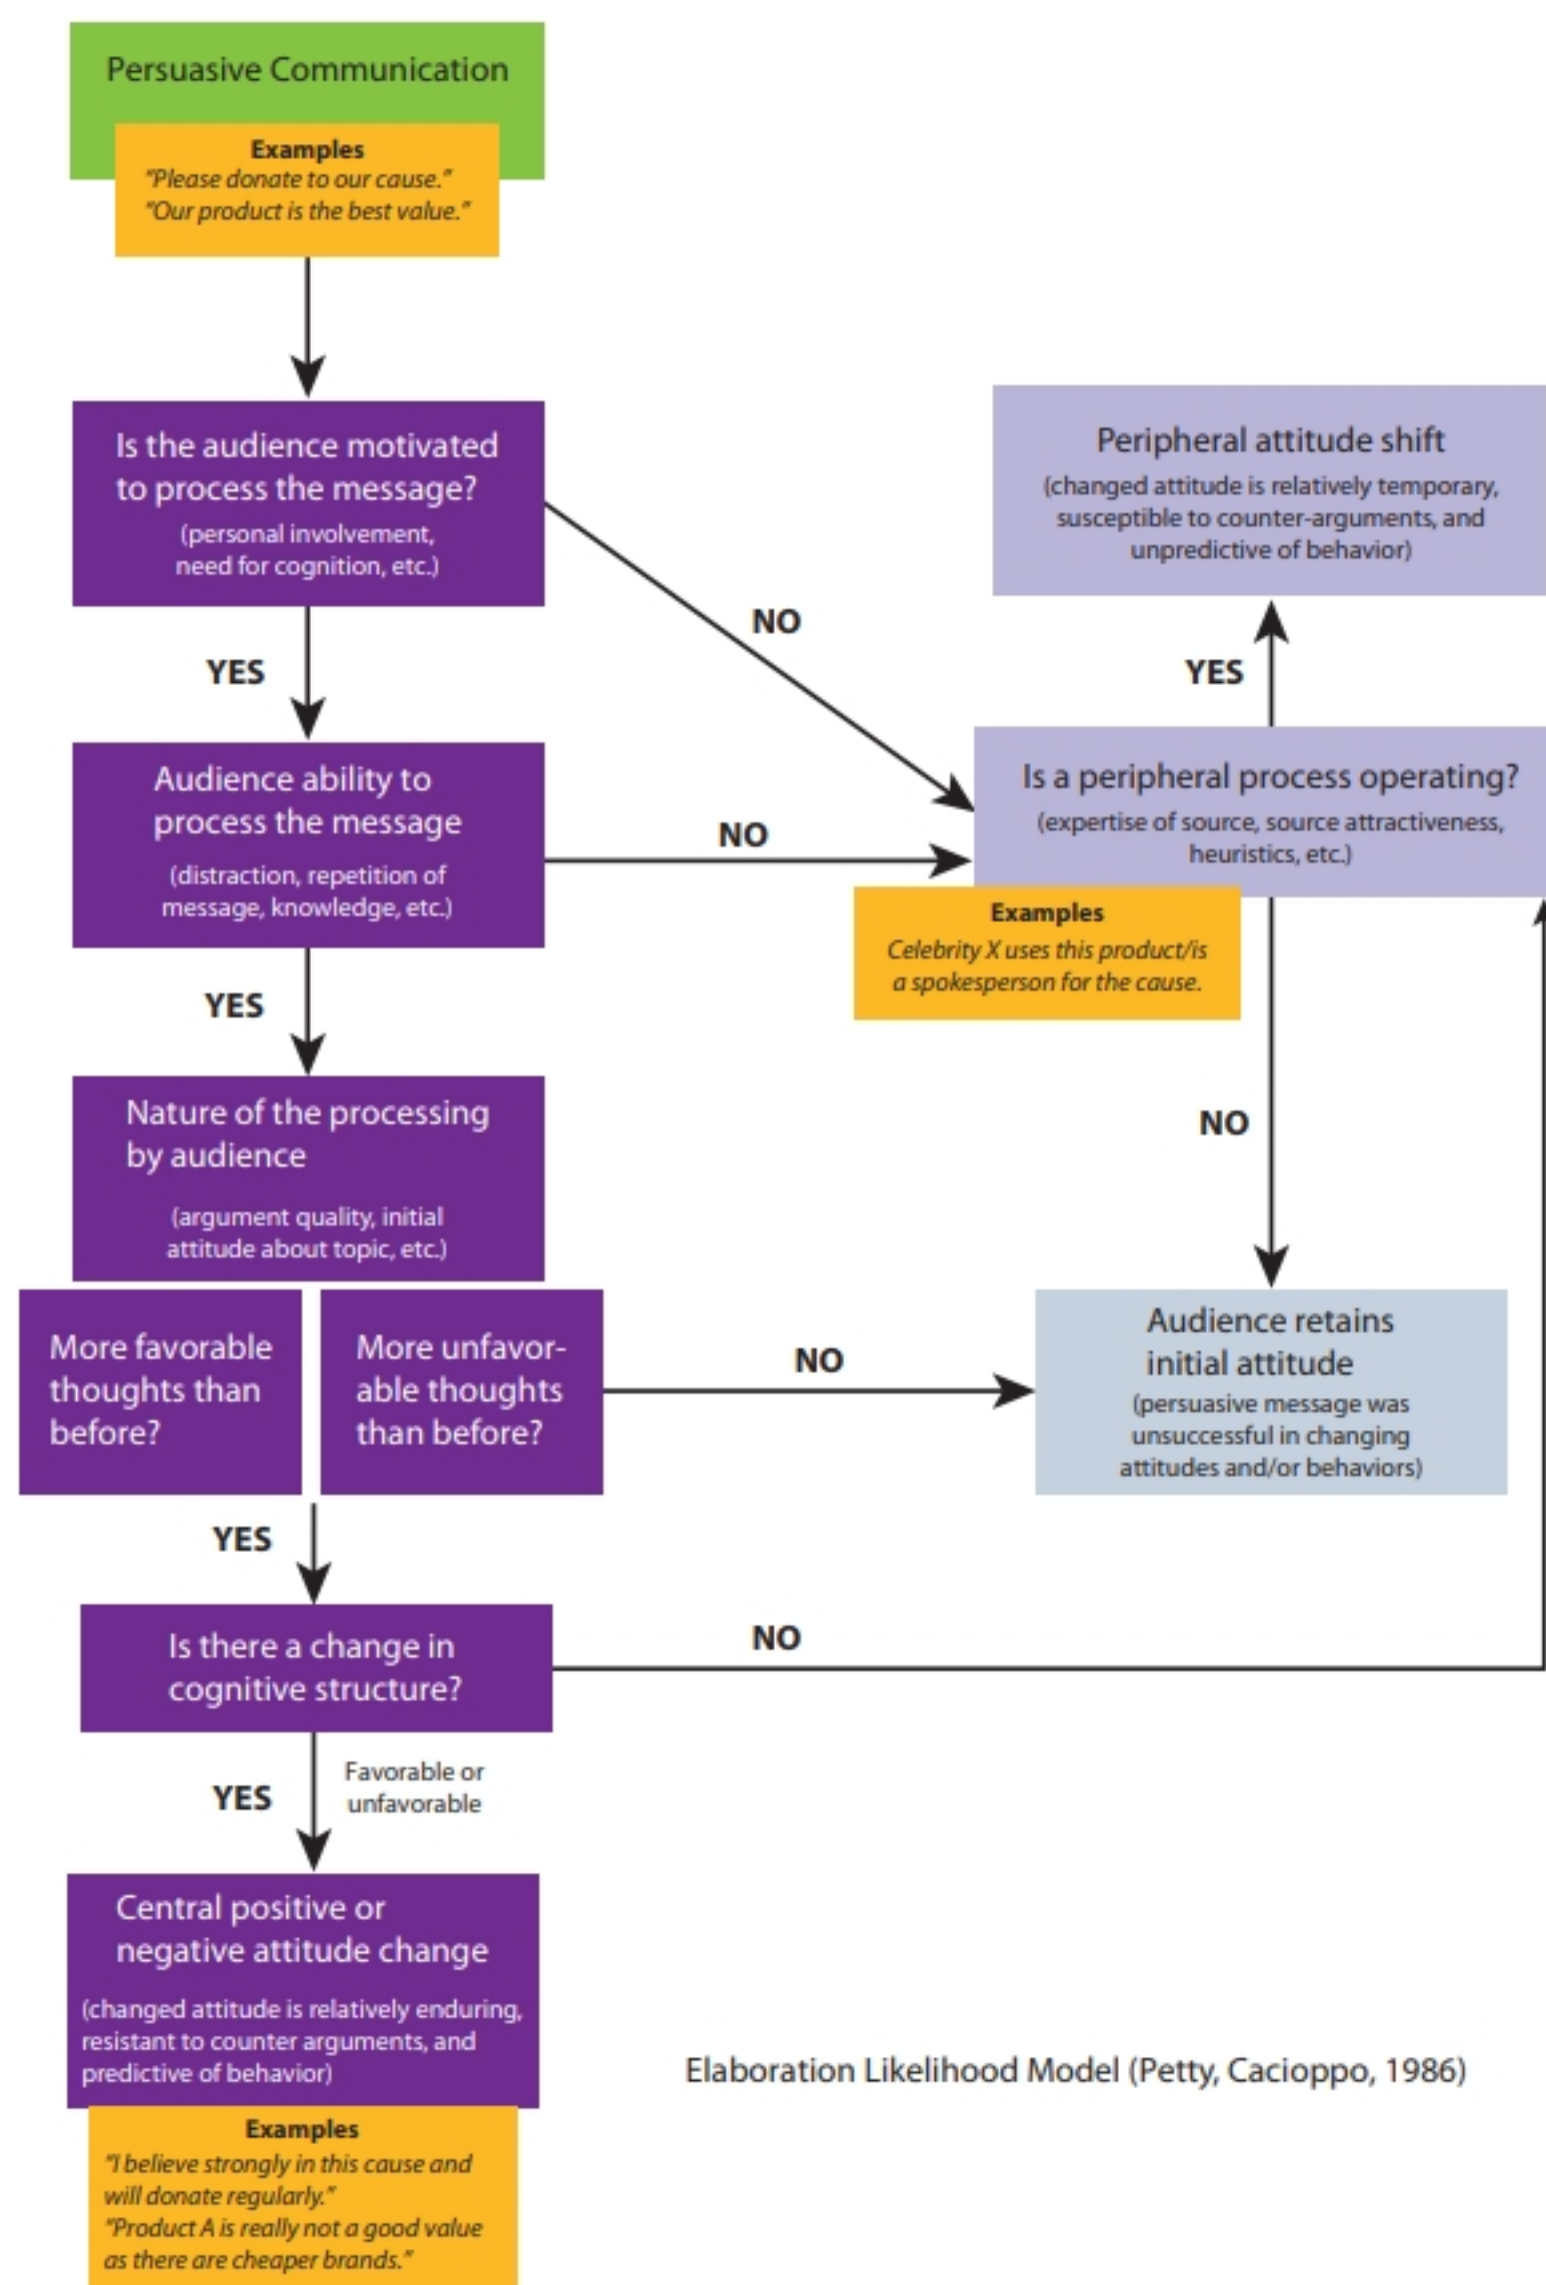 Persuasive Communication
Examples
"Please donate to our cause."
"Our product is the best value."
Is the audience motivated
to process the message?
(personal involvement,
need for cognition, etc.)
NO
YES
Peripheral attitude shift
(changed attitude is relatively temporary,
susceptible to counter-arguments, and
unpredictive of behavior)
YES
Audience ability to
process the message
(distraction, repetition of
message, knowledge, etc.)
NO
Is a peripheral process operating?
(expertise of source, source attractiveness,
heuristics, etc.)
Examples
Celebrity X uses this product/is
a spokesperson for the cause.
YES
NO
Nature of the processing
by audience
(argument quality, initial
attitude about topic, etc.)
More favorable
thoughts than
before?
More unfavor-
able thoughts
than before?
NO
Audience retains
initial attitude
(persuasive message was
unsuccessful in changing
attitudes and/or behaviors)
YES
Is there a change in
cognitive structure?
NO
YES
Favorable or
unfavorable
Central positive or
negative attitude change
(changed attitude is relatively enduring,
resistant to counter arguments, and
predictive of behavior)
Elaboration Likelihood Model (Petty, Cacioppo, 1986)
Examples
"I believe strongly in this cause and
will donate regularly."
"Product A is really not a good value
as there are cheaper brands."